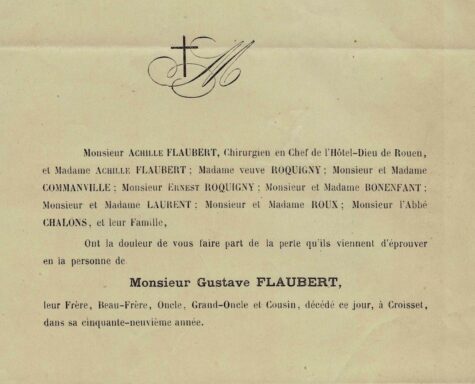 M
Monsieur ACHILLE FLAUBERT, Chirurgien en Chef de l'Hôtel-Dieu de Rouen,
et Madame ACHILLE FLAUBERT; Madame veuve ROQUIGNY; Monsieur et Madame
COMMANVILLE; Monsieur ERNEST ROQUIGNY; Monsieur et Madame BONENFANT;
Monsieur et Madame LAURENT; Monsieur et Madame ROUX; Monsieur l'Abbé
CHALONS, et leur Famille,
Ont la douleur de vous faire part de la perte qu'ils viennent d'éprouver
en la personne de
Monsieur Gustave FLAUBERT,
leur Frère, Beau-Frère, Oncle, Grand-Oncle et Cousin, décédé ce jour, à Croisset,
dans sa cinquante-neuvième année.